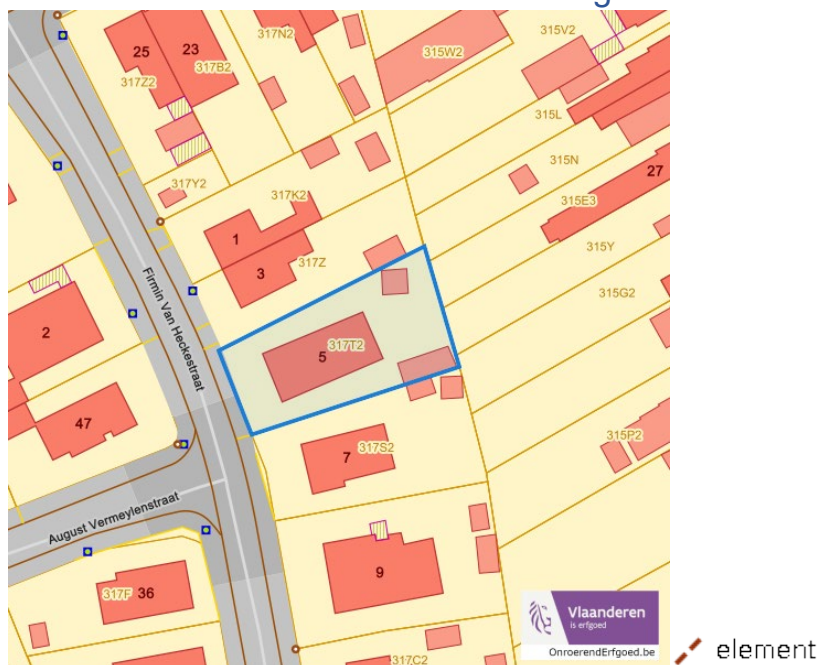 25
23
317N2
317Z2
317B2
315W2
315V2
315L
315N
27
315E3
317Y2
317K2
1
3
317Z
315Y
315G2
Firmin Van Heckestraat
2
317T2
5
47
317S2
7
315P2
August Vermeylenstraat
9
317F
36
317C2
Vlaanderen
is erfgoed
OnroerendErfgoed.be
element